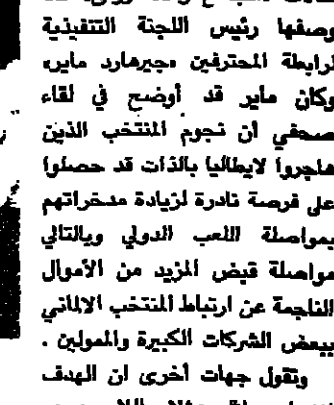 وصفها رئيس اللجنة التنفيذية
لرابطة المحترفين «جيرهارد ماير»
وكان ماير قد أوضح في لقاء
صحفي أن نجوم المنتخب الذين
هاجروا لايطاليا بالذات قد حصلوا
على فرصة نادرة لزيادة مدخراتهم
بمواصلة اللعب الدولي وبالتالي
مواصلة قبض المزيد من الأموال
الناجمة عن ارتباط المنتخب الالماني
ببعض الشركات الكبيرة والممولين .
وتقول جهات أخرى ان الهدف